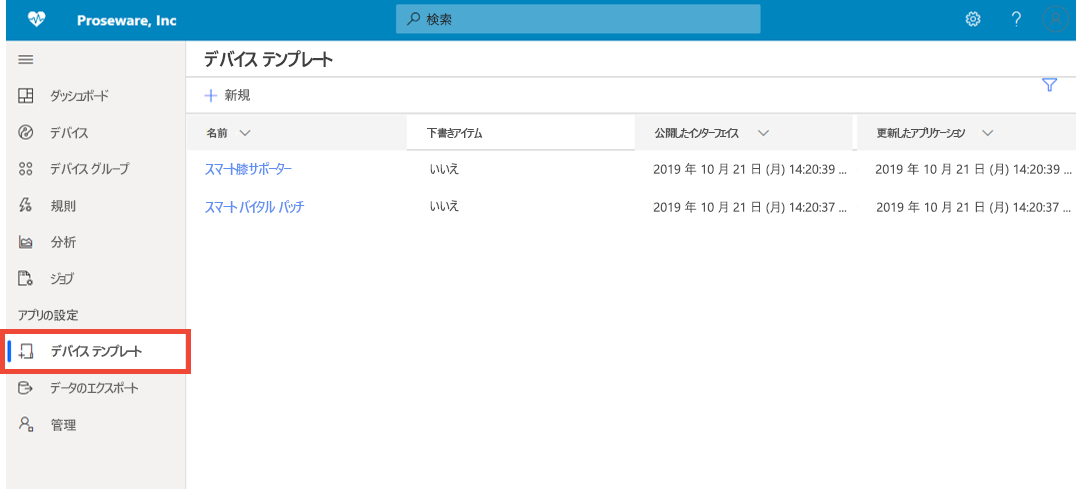 Proseware, Inc
検索
?
デバイス テンプレート
ダッシュボード
+ 新規
デバイス
名前 下書きアイテム 公開したインターフェイス 更新したアプリケーション
デバイス グループ
スマート膝サポーター いいえ 2019 年 10 月 21 日 (月) 14:20:39 ... 2019 年 10 月 21 日 (月) 14:20:39 ...
規則
スマート バイタル パッチ いいえ 2019 年 10 月 21 日 (月) 14:20:37 ... 2019 年 10 月 21 日 (月) 14:20:37 ...
分析
ジョブ
アプリの設定
デバイス テンプレート
データのエクスポート
管理